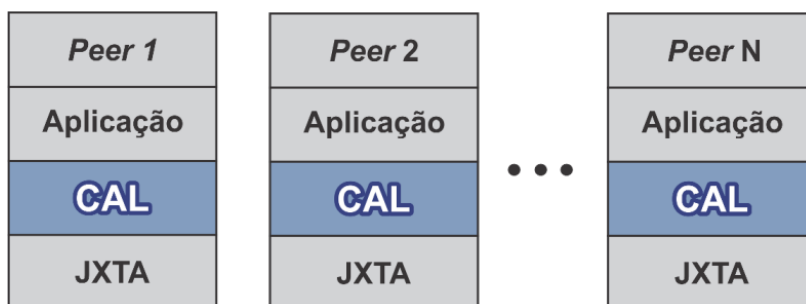 Peer 1
Aplicação
CAL
JXTA
Peer 2
Aplicação
CAL
JXTA
...
Peer N
Aplicação
CAL
JXTA